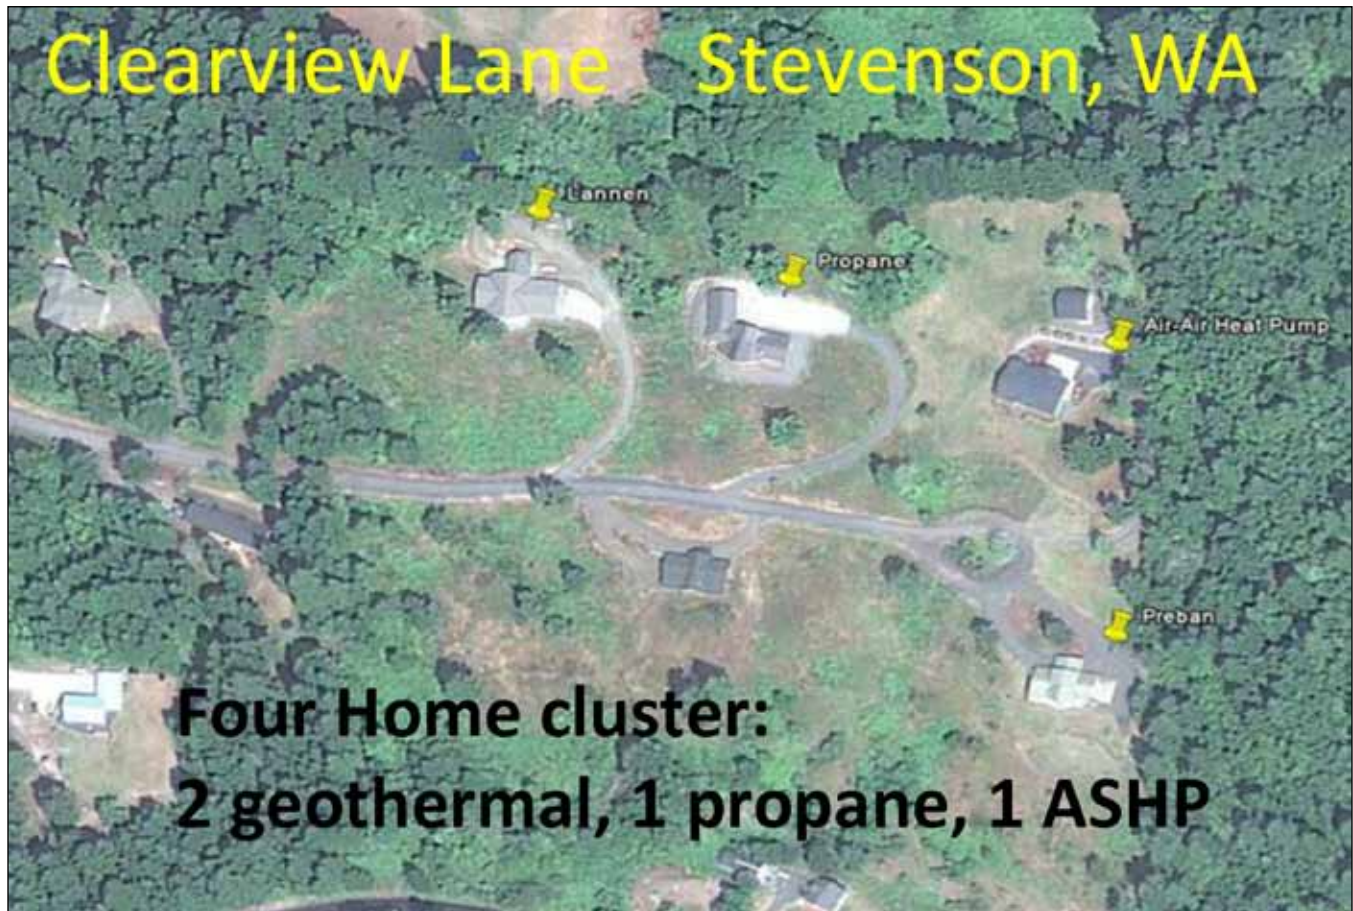 Clearview Lane Stevenson, WA
Lannen
Propane
Air-Air Heat Pump
Preban
Four Home cluster:
2 geothermal, 1 propane, 1 ASHP